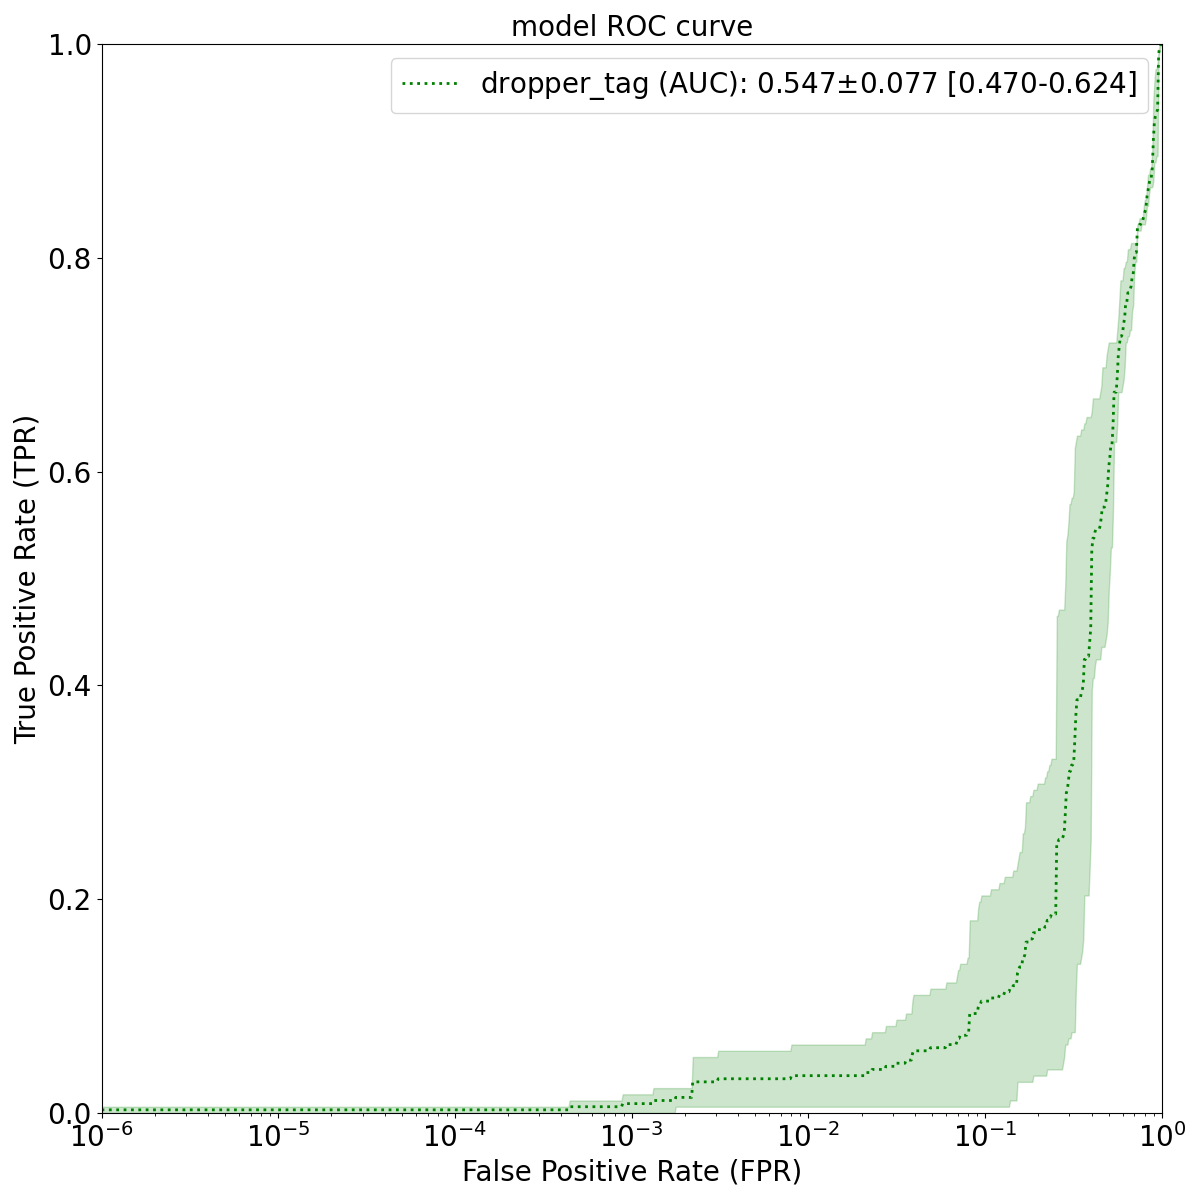 model ROC curve
dropper_tag (AUC): 0.547±0.077 [0.470-0.624]
True Positive Rate (TPR)
1.0
0.8
0.6
0.4
0.2
0.0
10⁻⁶ 10⁻⁵ 10⁻⁴ 10⁻³ 10⁻² 10⁻¹ 10⁰
False Positive Rate (FPR)